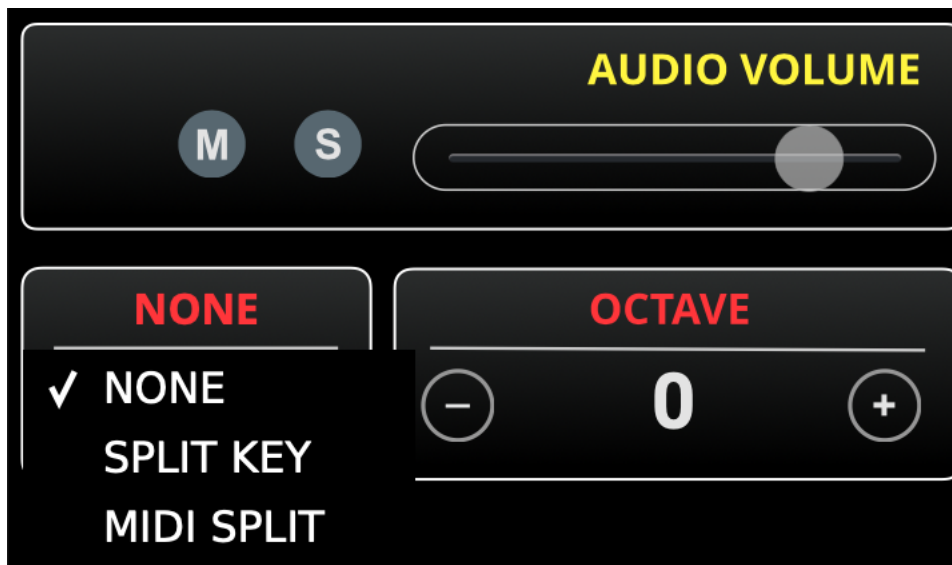 AUDIO VOLUME
M S
NONE
OCTAVE
✓ NONE
SPLIT KEY
MIDI SPLIT
− 0 +